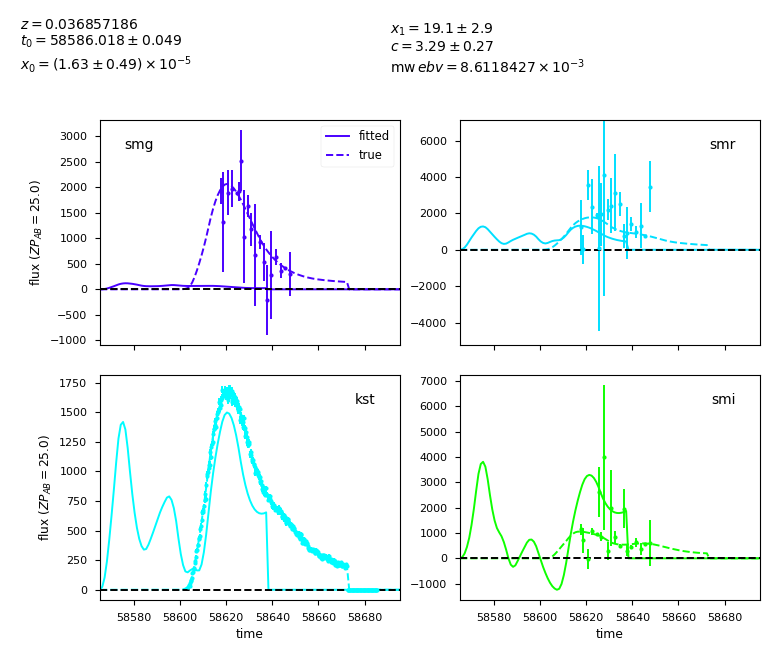 z = 0.036857186
t₀ = 58586.018 ± 0.049
x₀ = (1.63 ± 0.49) × 10⁻⁵
x₁ = 19.1 ± 2.9
c = 3.29 ± 0.27
mw ebv = 8.6118427 × 10⁻³
smg
fitted
true
flux (ZP_AB = 25.0)
3000
2500
2000
1500
1000
500
0
−500
−1000
smr
6000
4000
2000
0
−2000
−4000
kst
flux (ZP_AB = 25.0)
1750
1500
1250
1000
750
500
250
0
58580 58600 58620 58640 58660 58680
time
smi
7000
6000
5000
4000
3000
2000
1000
0
−1000
58580 58600 58620 58640 58660 58680
time